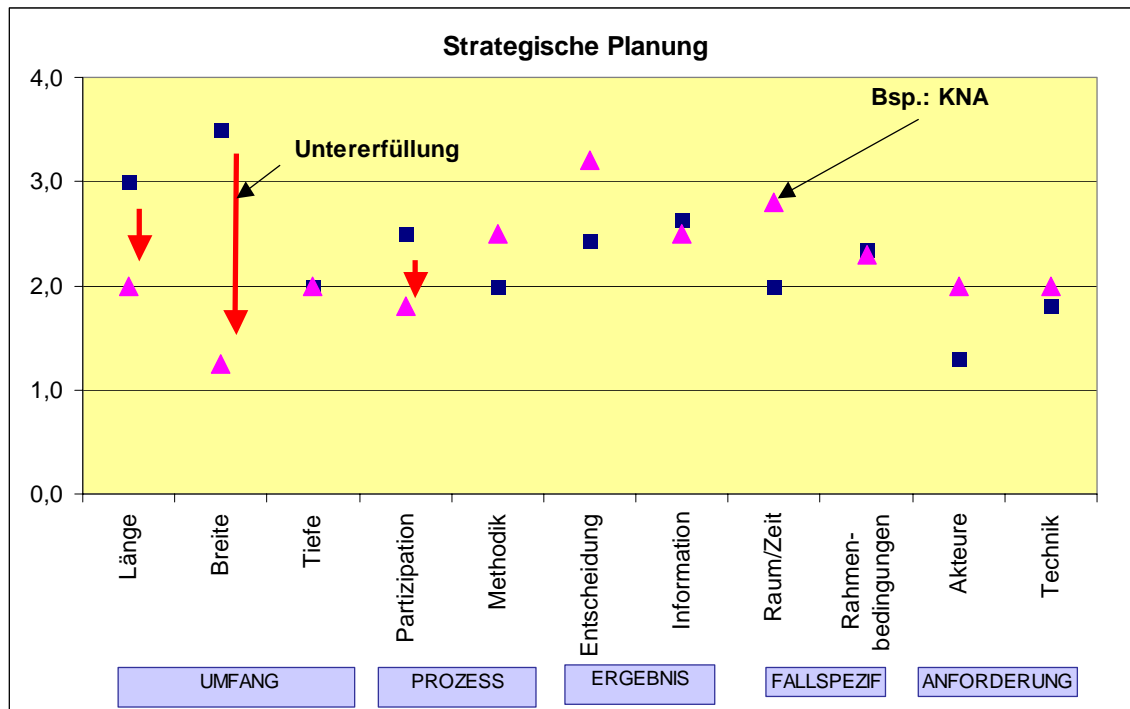 Strategische Planung
4,0
3,0
2,0
1,0
0,0
Bsp.: KNA
Untererfüllung
Länge
Breite
Tiefe
Partizipation
Methodik
Entscheidung
Information
Raum/Zeit
Rahmen-
bedingungen
Akteure
Technik
UMFANG
PROZESS
ERGEBNIS
FALLSPEZIF
ANFORDERUNG